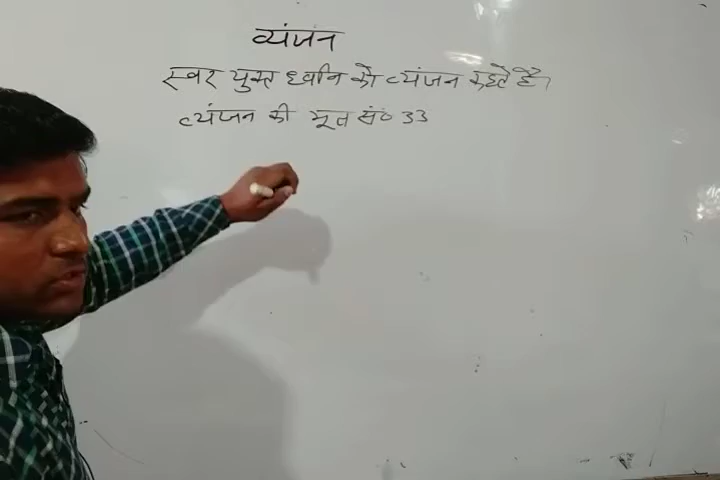 व्यंजन
स्वर युक्त ध्वनि को व्यंजन कहते हैं।
व्यंजन की मूल सं० 33